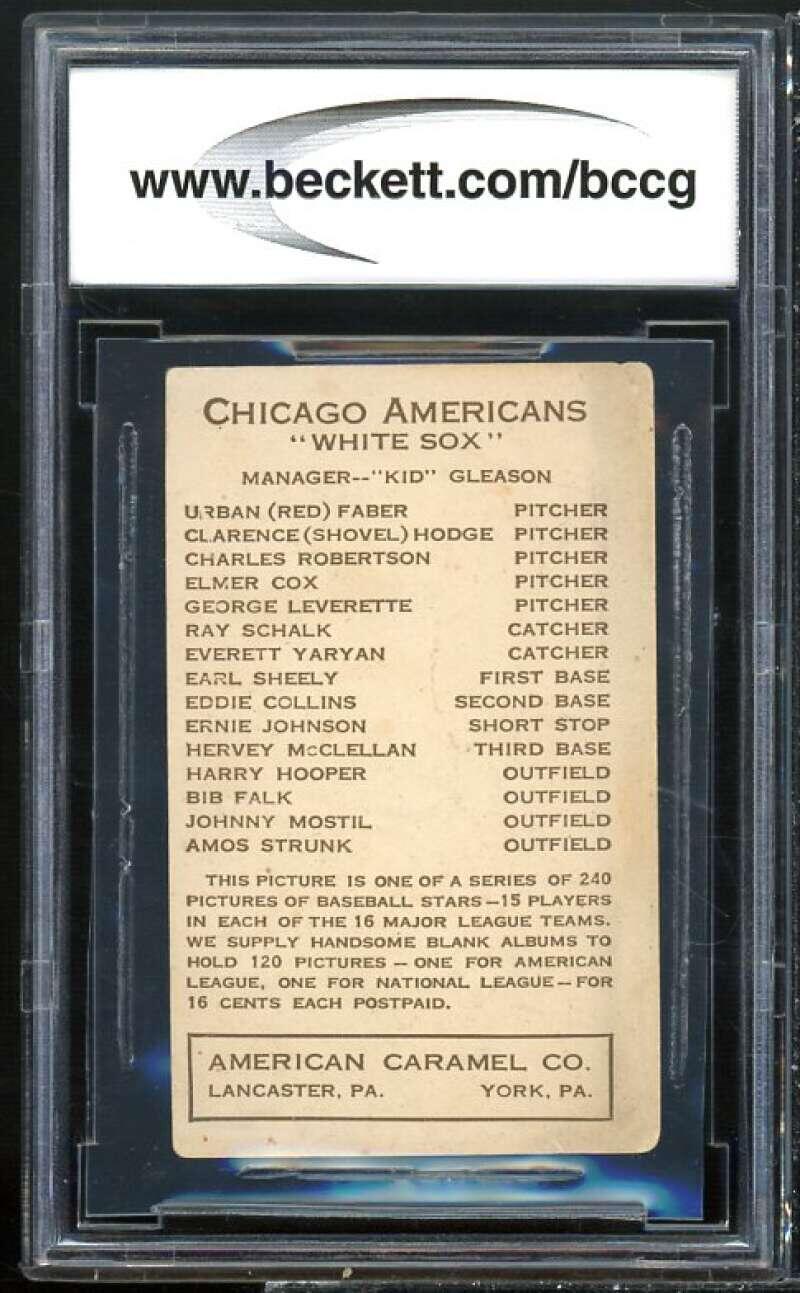 www.beckett.com/bccg
CHICAGO AMERICANS
"WHITE SOX"
MANAGER--"KID" GLEASON
URBAN (RED) FABER PITCHER
CLARENCE (SHOVEL) HODGE PITCHER
CHARLES ROBERTSON PITCHER
ELMER COX PITCHER
GEORGE LEVERETTE PITCHER
RAY SCHALK CATCHER
EVERETT YARYAN CATCHER
EARL SHEELY FIRST BASE
EDDIE COLLINS SECOND BASE
ERNIE JOHNSON SHORT STOP
HERVEY McCLELLAN THIRD BASE
HARRY HOOPER OUTFIELD
BIB FALK OUTFIELD
JOHNNY MOSTIL OUTFIELD
AMOS STRUNK OUTFIELD
THIS PICTURE IS ONE OF A SERIES OF 240
PICTURES OF BASEBALL STARS—15 PLAYERS
IN EACH OF THE 16 MAJOR LEAGUE TEAMS.
WE SUPPLY HANDSOME BLANK ALBUMS TO
HOLD 120 PICTURES — ONE FOR AMERICAN
LEAGUE, ONE FOR NATIONAL LEAGUE—FOR
16 CENTS EACH POSTPAID.
AMERICAN CARAMEL CO.
LANCASTER, PA. YORK, PA.